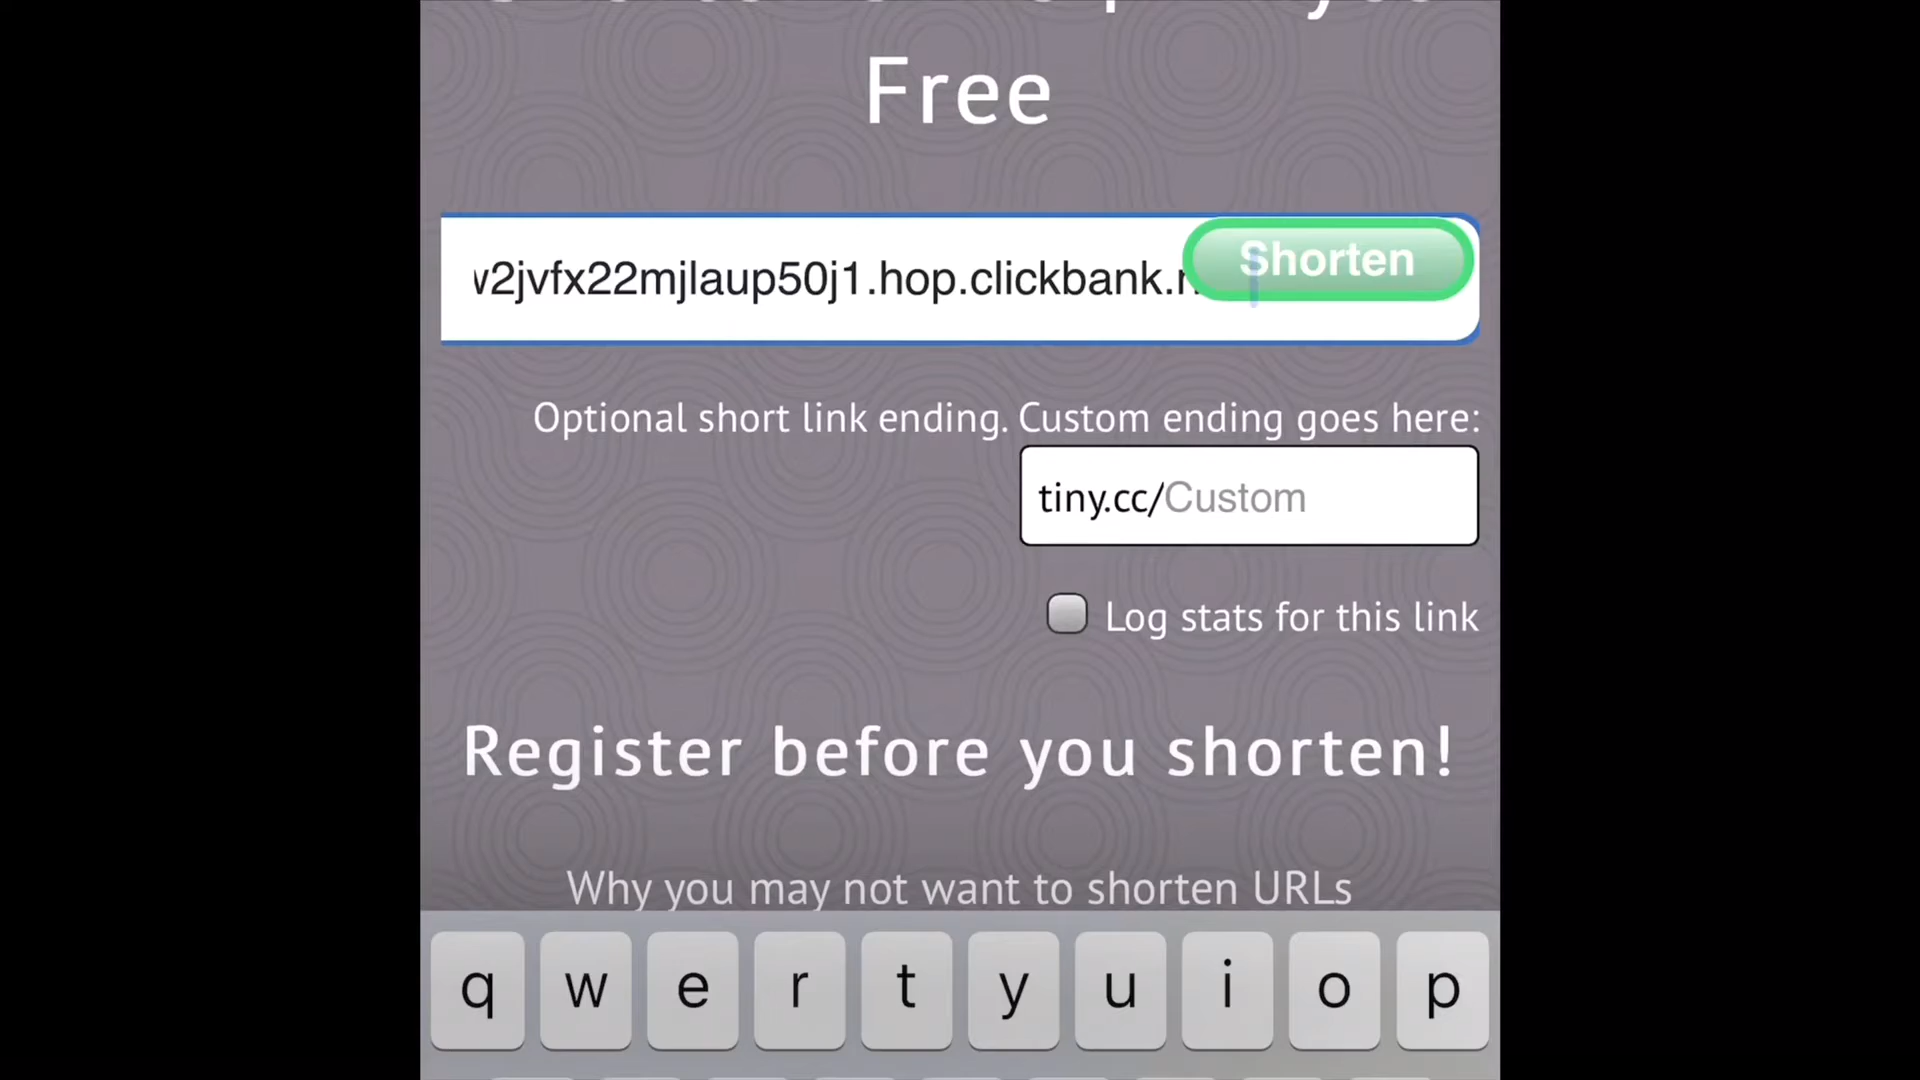 Free
w2jvfx22mjlaup50j1.hop.clickbank.
Shorten
Optional short link ending. Custom ending goes here:
tiny.cc/Custom
Log stats for this link
Register before you shorten!
Why you may not want to shorten URLs
q w e r t y u i o p